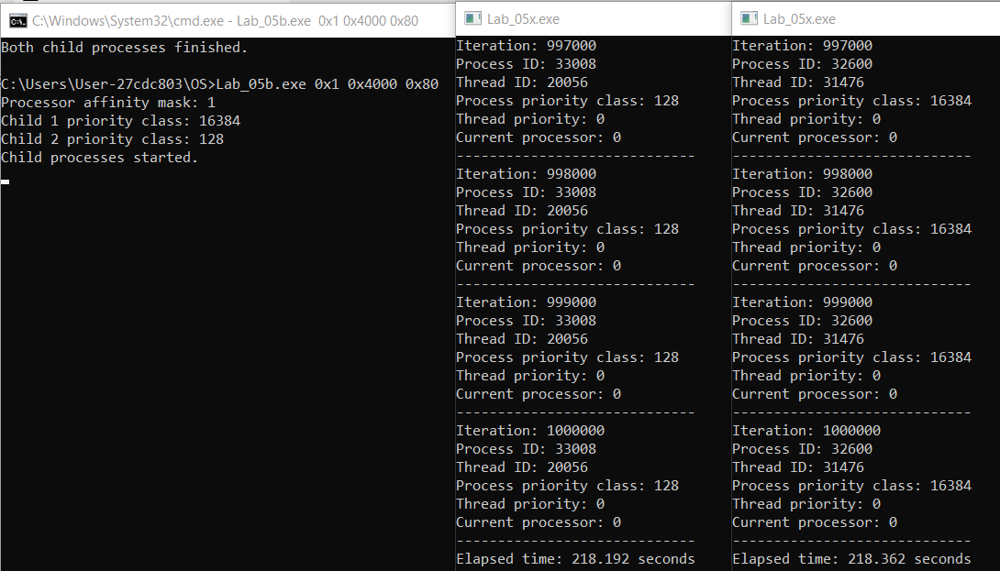 C:\Windows\System32\cmd.exe - Lab_05b.exe  0x1 0x4000 0x80
Both child processes finished.
C:\Users\User-27cdc803\OS>Lab_05b.exe 0x1 0x4000 0x80
Processor affinity mask: 1
Child 1 priority class: 16384
Child 2 priority class: 128
Child processes started.
Lab_05x.exe
Iteration: 997000
Process ID: 33008
Thread ID: 20056
Process priority class: 128
Thread priority: 0
Current processor: 0
-----------------------------
Iteration: 998000
Process ID: 33008
Thread ID: 20056
Process priority class: 128
Thread priority: 0
Current processor: 0
-----------------------------
Iteration: 999000
Process ID: 33008
Thread ID: 20056
Process priority class: 128
Thread priority: 0
Current processor: 0
-----------------------------
Iteration: 1000000
Process ID: 33008
Thread ID: 20056
Process priority class: 128
Thread priority: 0
Current processor: 0
-----------------------------
Elapsed time: 218.192 seconds
Lab_05x.exe
Iteration: 997000
Process ID: 32600
Thread ID: 31476
Process priority class: 16384
Thread priority: 0
Current processor: 0
-----------------------------
Iteration: 998000
Process ID: 32600
Thread ID: 31476
Process priority class: 16384
Thread priority: 0
Current processor: 0
-----------------------------
Iteration: 999000
Process ID: 32600
Thread ID: 31476
Process priority class: 16384
Thread priority: 0
Current processor: 0
-----------------------------
Iteration: 1000000
Process ID: 32600
Thread ID: 31476
Process priority class: 16384
Thread priority: 0
Current processor: 0
-----------------------------
Elapsed time: 218.362 seconds